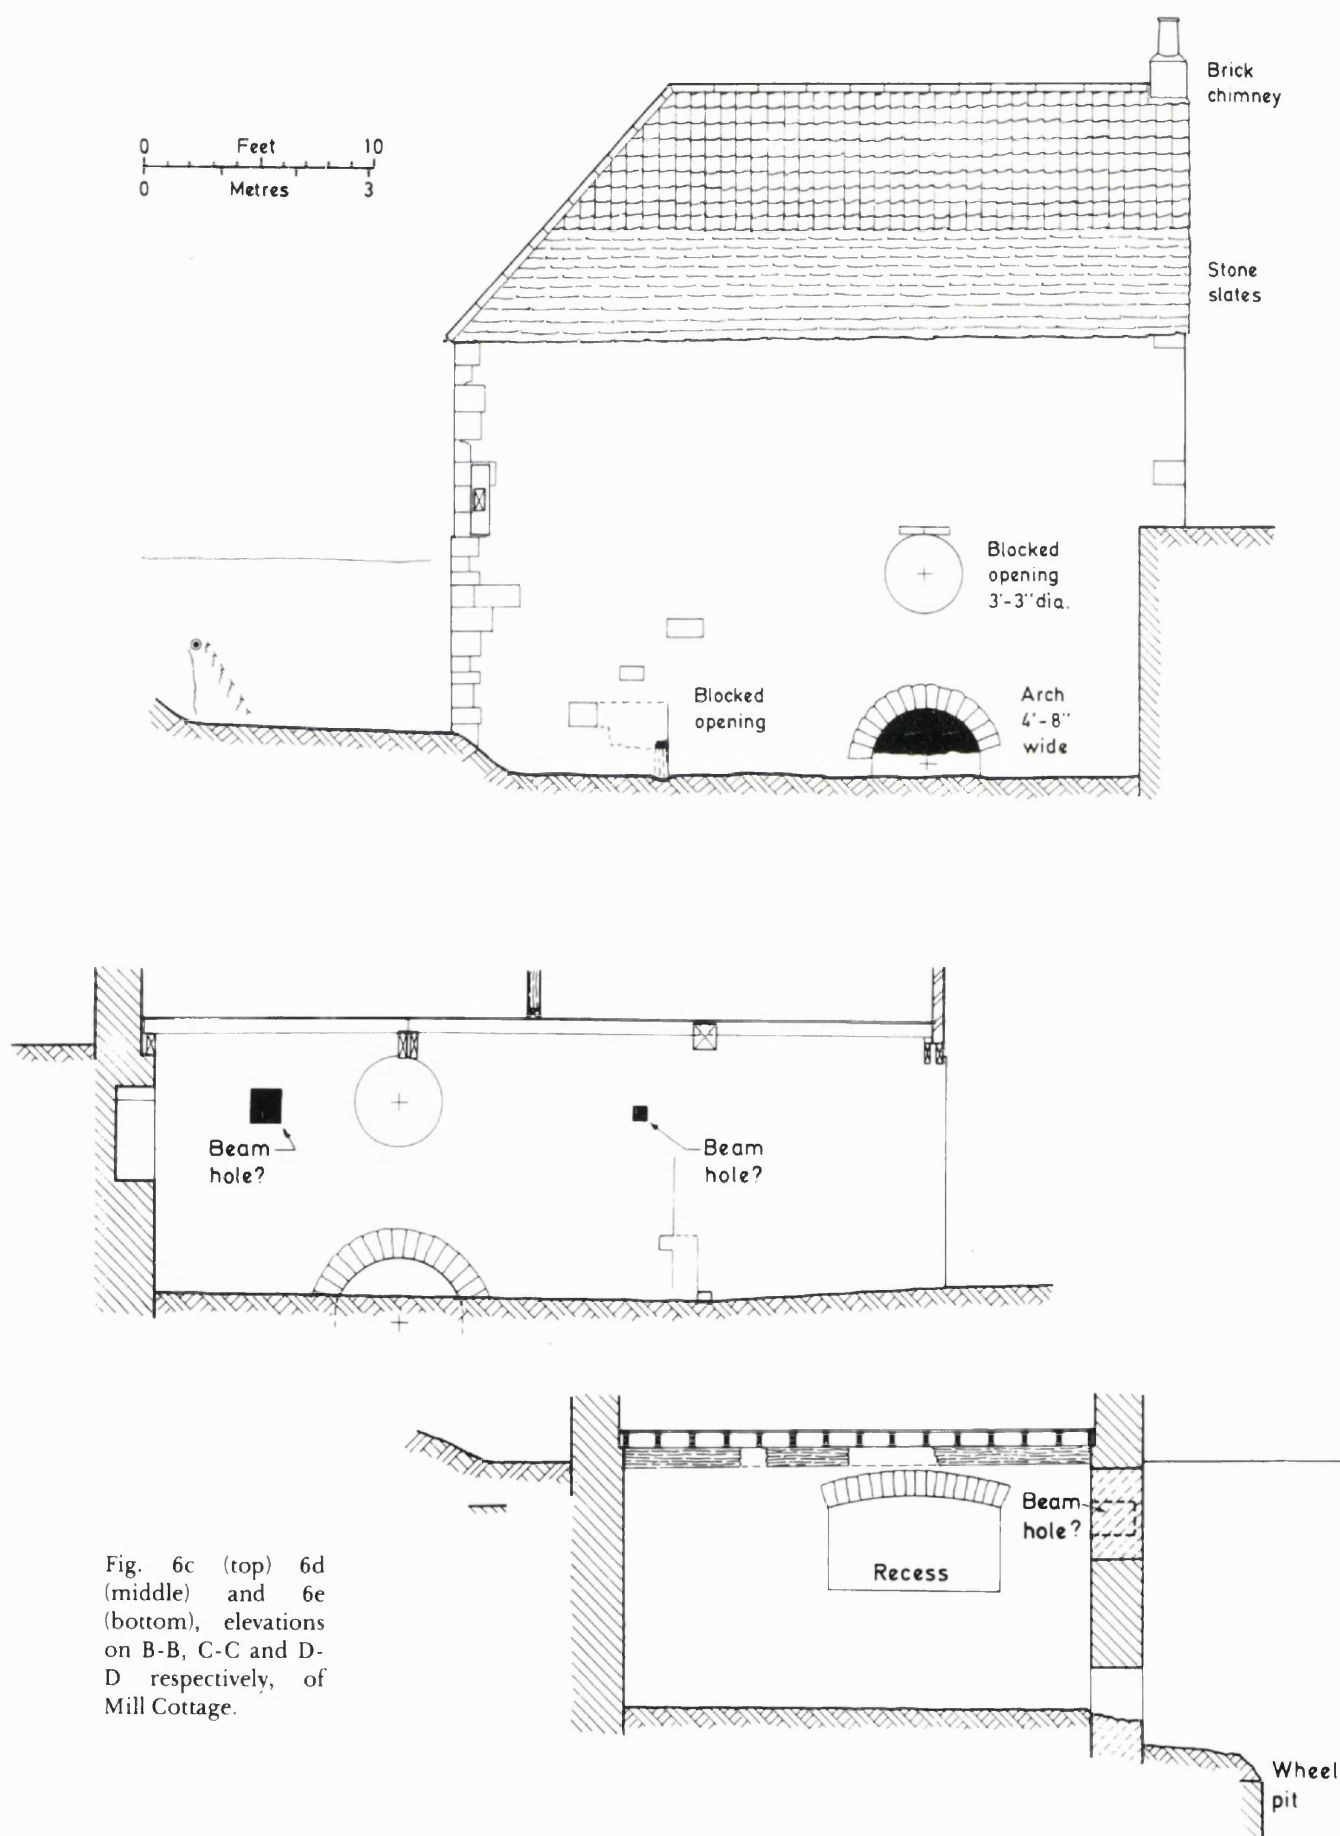 Brick
chimney
0 Feet 10
0 Metres 3
Stone
slates
Blocked
opening
3'-3" dia.
Blocked
opening
Arch
4'-8"
wide
Beam
hole?
Beam
hole?
Beam
hole?
Recess
Fig. 6c (top) 6d
(middle) and 6e
(bottom), elevations
on B-B, C-C and D-
D respectively, of
Mill Cottage.
Wheel
pit